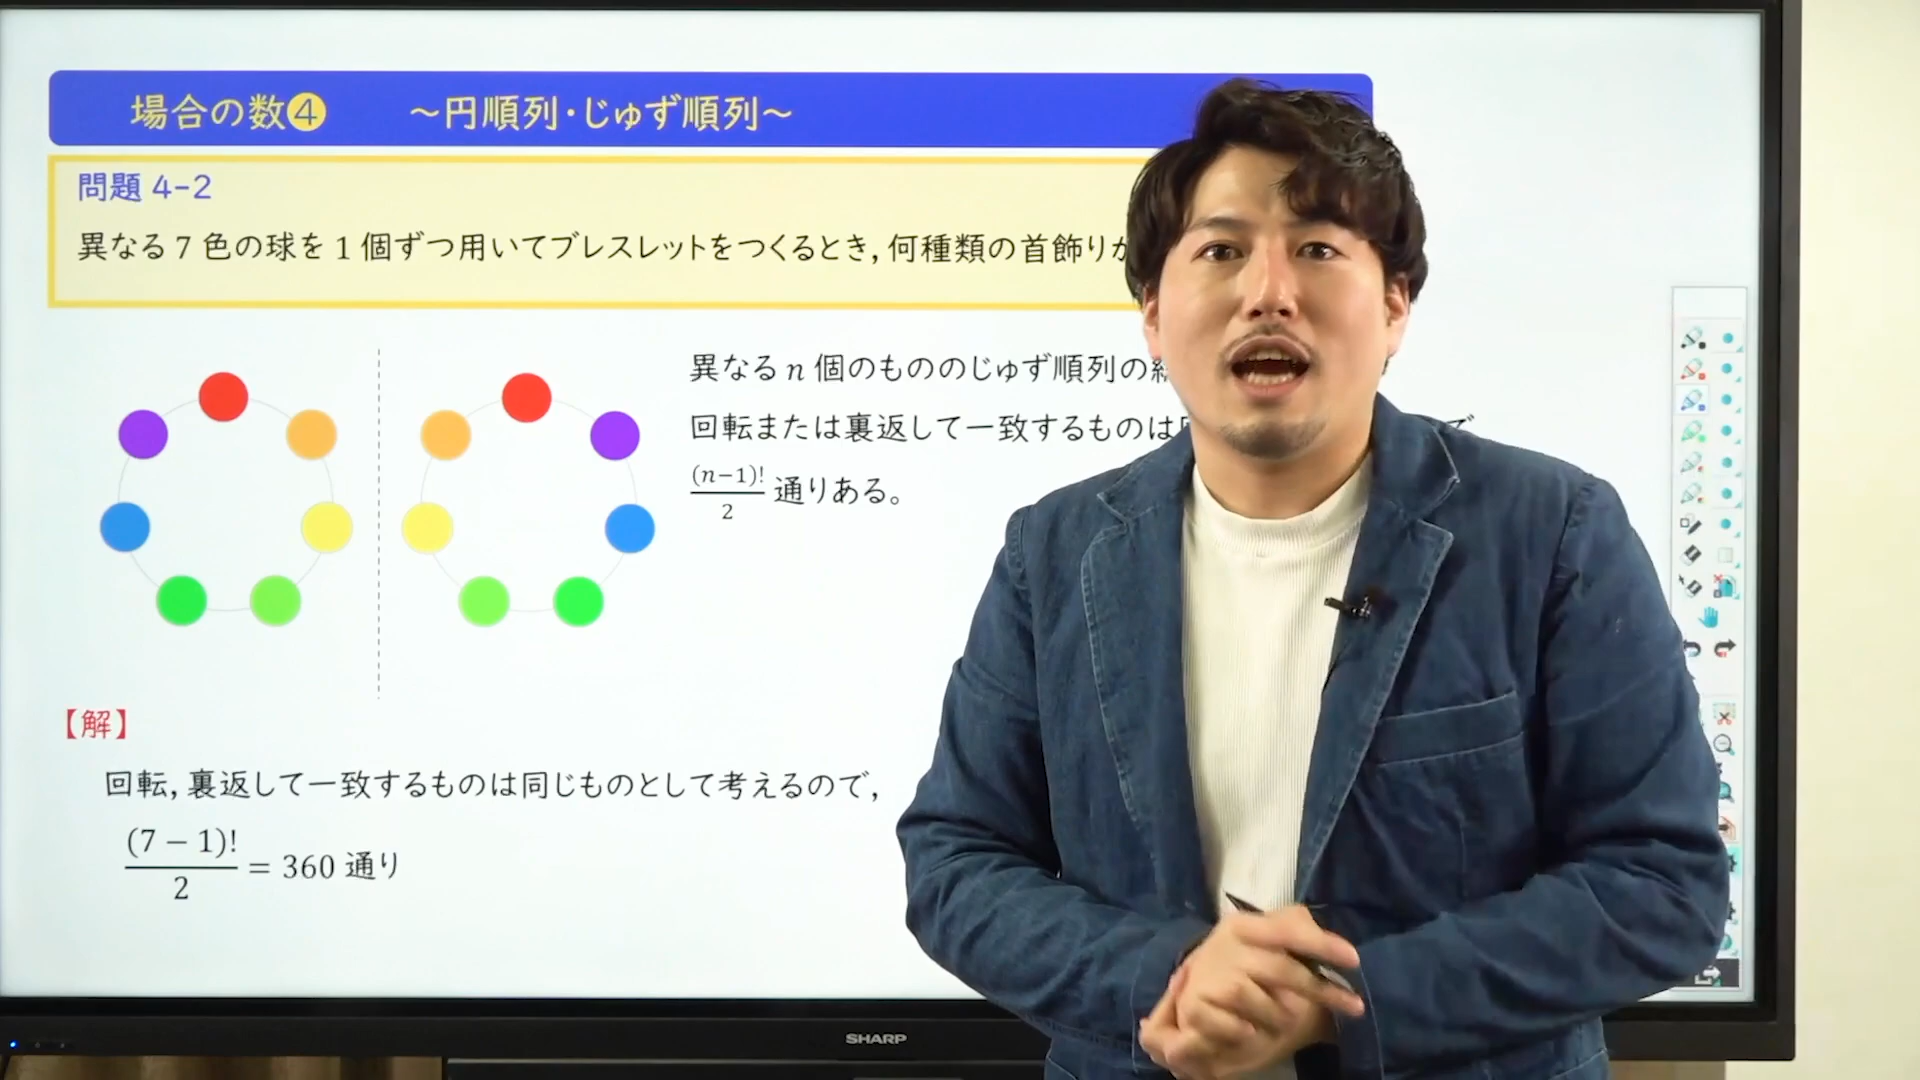 場合の数❹ ～円順列・じゅず順列～
問題 4-2
異なる 7 色の球を 1 個ずつ用いてブレスレットをつくるとき, 何種類の首飾り
異なる n 個のもののじゅず順列の
回転または裏返して一致するものは
で
(n−1)!/2 通りある。
【解】
回転, 裏返して一致するものは同じものとして考えるので,
(7 − 1)!/2 = 360 通り
SHARP